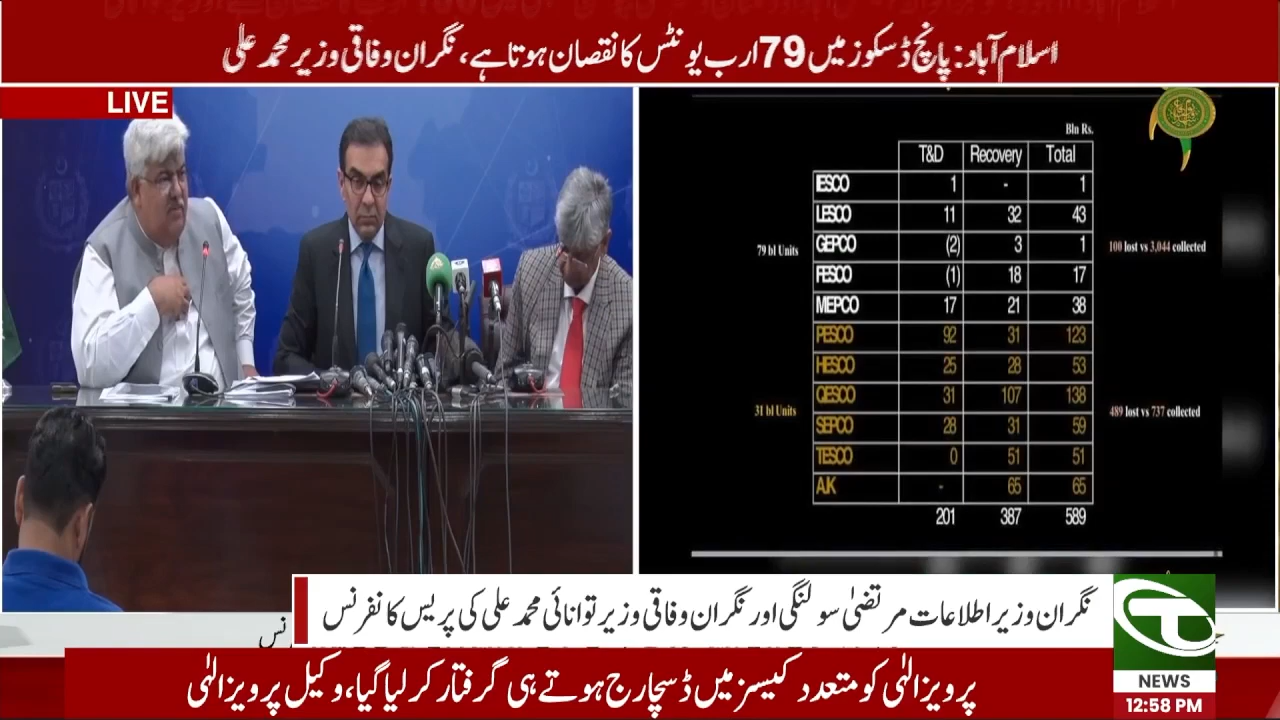 اسلام آباد: پانچ ڈسکوز میں 79 ارب یونٹس کا نقصان ہوتا ہے، نگران وفاقی وزیر محمد علی
LIVE
Bln Rs.
T&D Recovery Total
IESCO 1 - 1
LESCO 11 32 43
GEPCO (2) 3 1
FESCO (1) 18 17
MEPCO 17 21 38
PESCO 92 31 123
HESCO 25 28 53
QESCO 31 107 138
SEPCO 28 31 59
TESCO 0 51 51
AJK - 65 65
201 387 589
79 bl Units
100 lost vs 3,044 collected
31 bl Units
489 lost vs 737 collected
نگران وزیر اطلاعات مرتضیٰ سولنگی اور نگران وفاقی وزیر توانائی محمد علی کی پریس کانفرنس
پرویز الٰہی کو متعدد کیسز میں ڈسچارج ہوتے ہی گرفتار کر لیا گیا، وکیل پرویز الٰہی
NEWS
12:58 PM